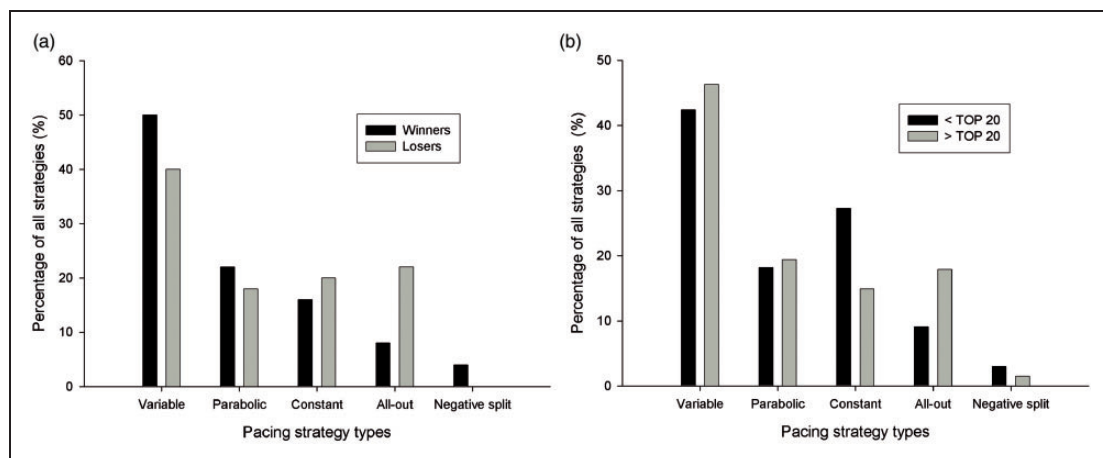 (a)
60
50
40
30
20
10
0
Percentage of all strategies (%)
Winners
Losers
Variable Parabolic Constant All-out Negative split
Pacing strategy types
(b)
50
40
30
20
10
0
Percentage of all strategies (%)
< TOP 20
> TOP 20
Variable Parabolic Constant All-out Negative split
Pacing strategy types